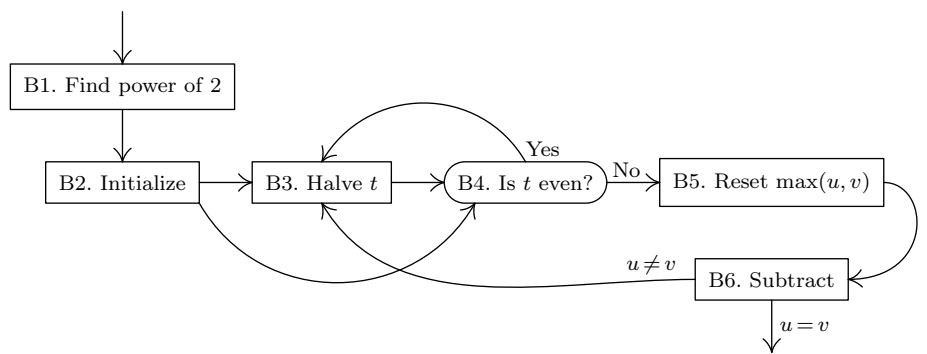 B1. Find power of 2
Yes
B2. Initialize
B3. Halve t
B4. Is t even?
No
B5. Reset max(u, v)
u ≠ v
B6. Subtract
u = v